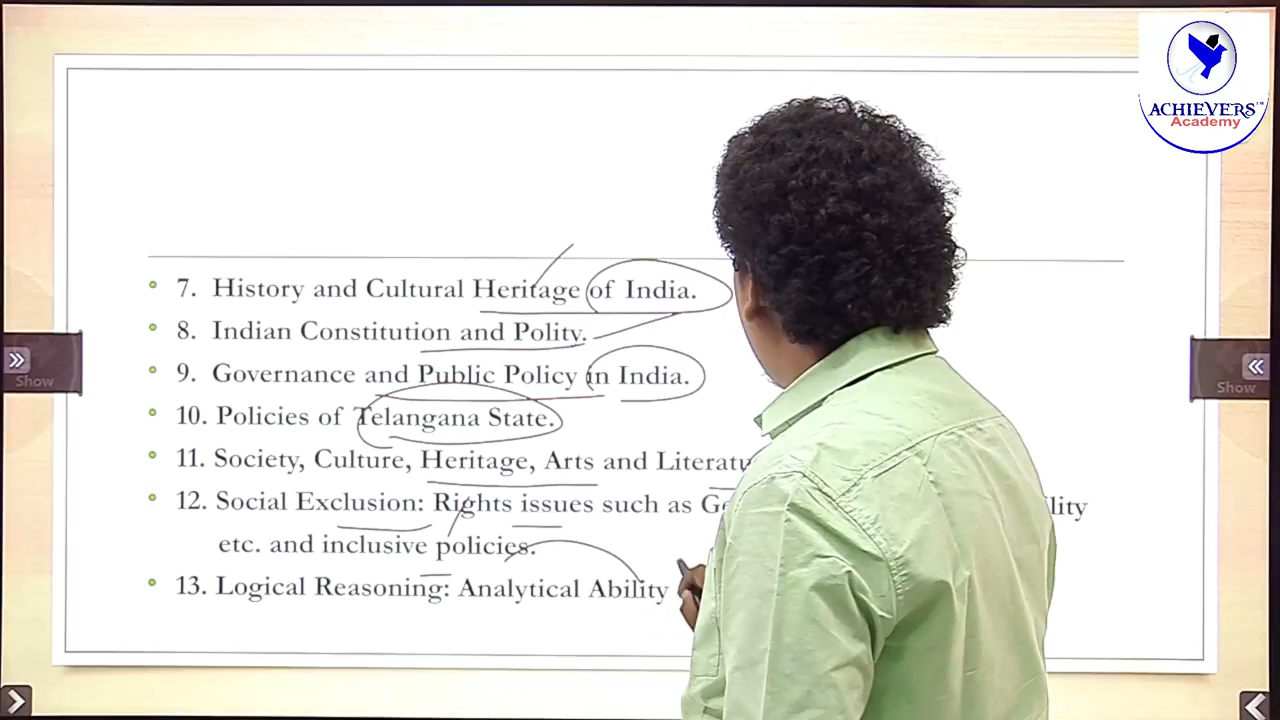 ACHIEVERS™
Academy
7. History and Cultural Heritage of India.
8. Indian Constitution and Polity.
9. Governance and Public Policy in India.
Show
Show
10. Policies of Telangana State.
11. Society, Culture, Heritage, Arts and
12. Social Exclusion: Rights issues such as
etc. and inclusive policies.
13. Logical Reasoning: Analytical Ability